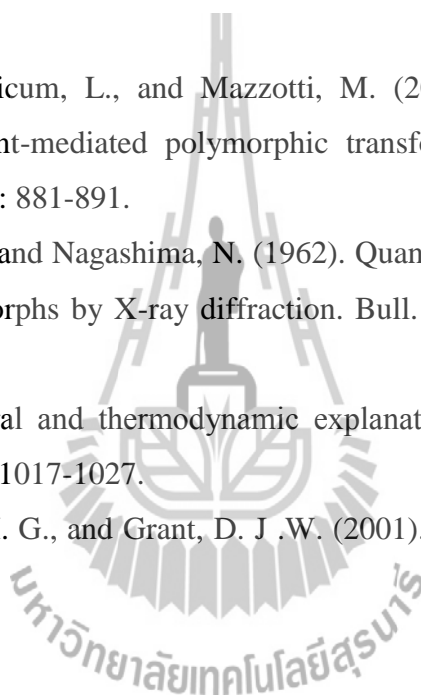 icum, L., and Mazzotti, M. (20
nt-mediated polymorphic transfo
: 881-891.
and Nagashima, N. (1962). Quan
orphs by X-ray diffraction. Bull.
al and thermodynamic explanat
1017-1027.
. G., and Grant, D. J .W. (2001).
มหาวิทยาลัยเทคโนโลยีสุรนารี